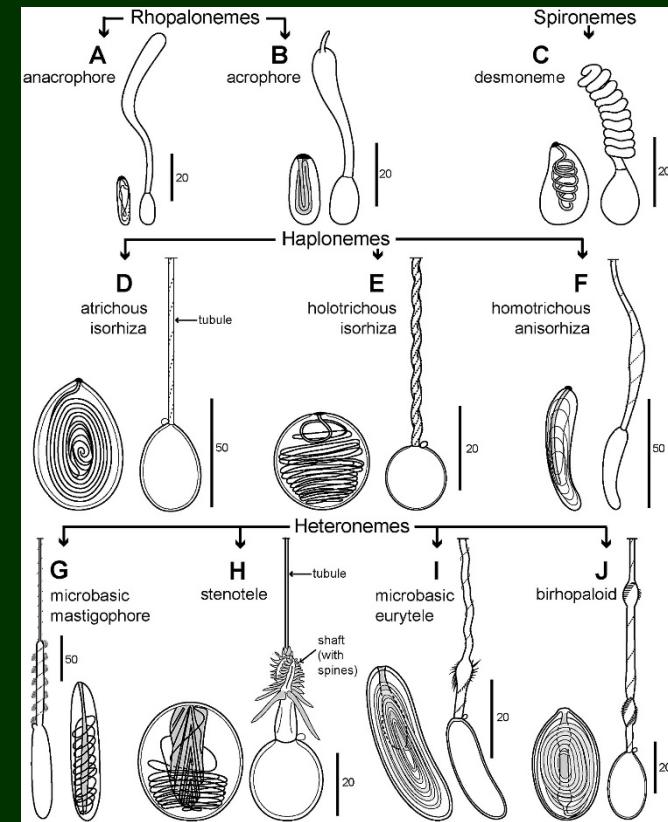 Rhopalonemes
Spironemes
A
anacrophore
B
acrophore
C
desmoneme
20
20
20
Haplonemes
D
atrichous
isorhiza
tubule
E
holotrichous
isorhiza
F
homotrichous
anisorhiza
50
20
50
Heteronemes
G
microbasic
mastigophore
H
stenotele
tubule
I
microbasic
eurytele
J
birhopaloid
shaft
(with
spines)
50
20
20
20